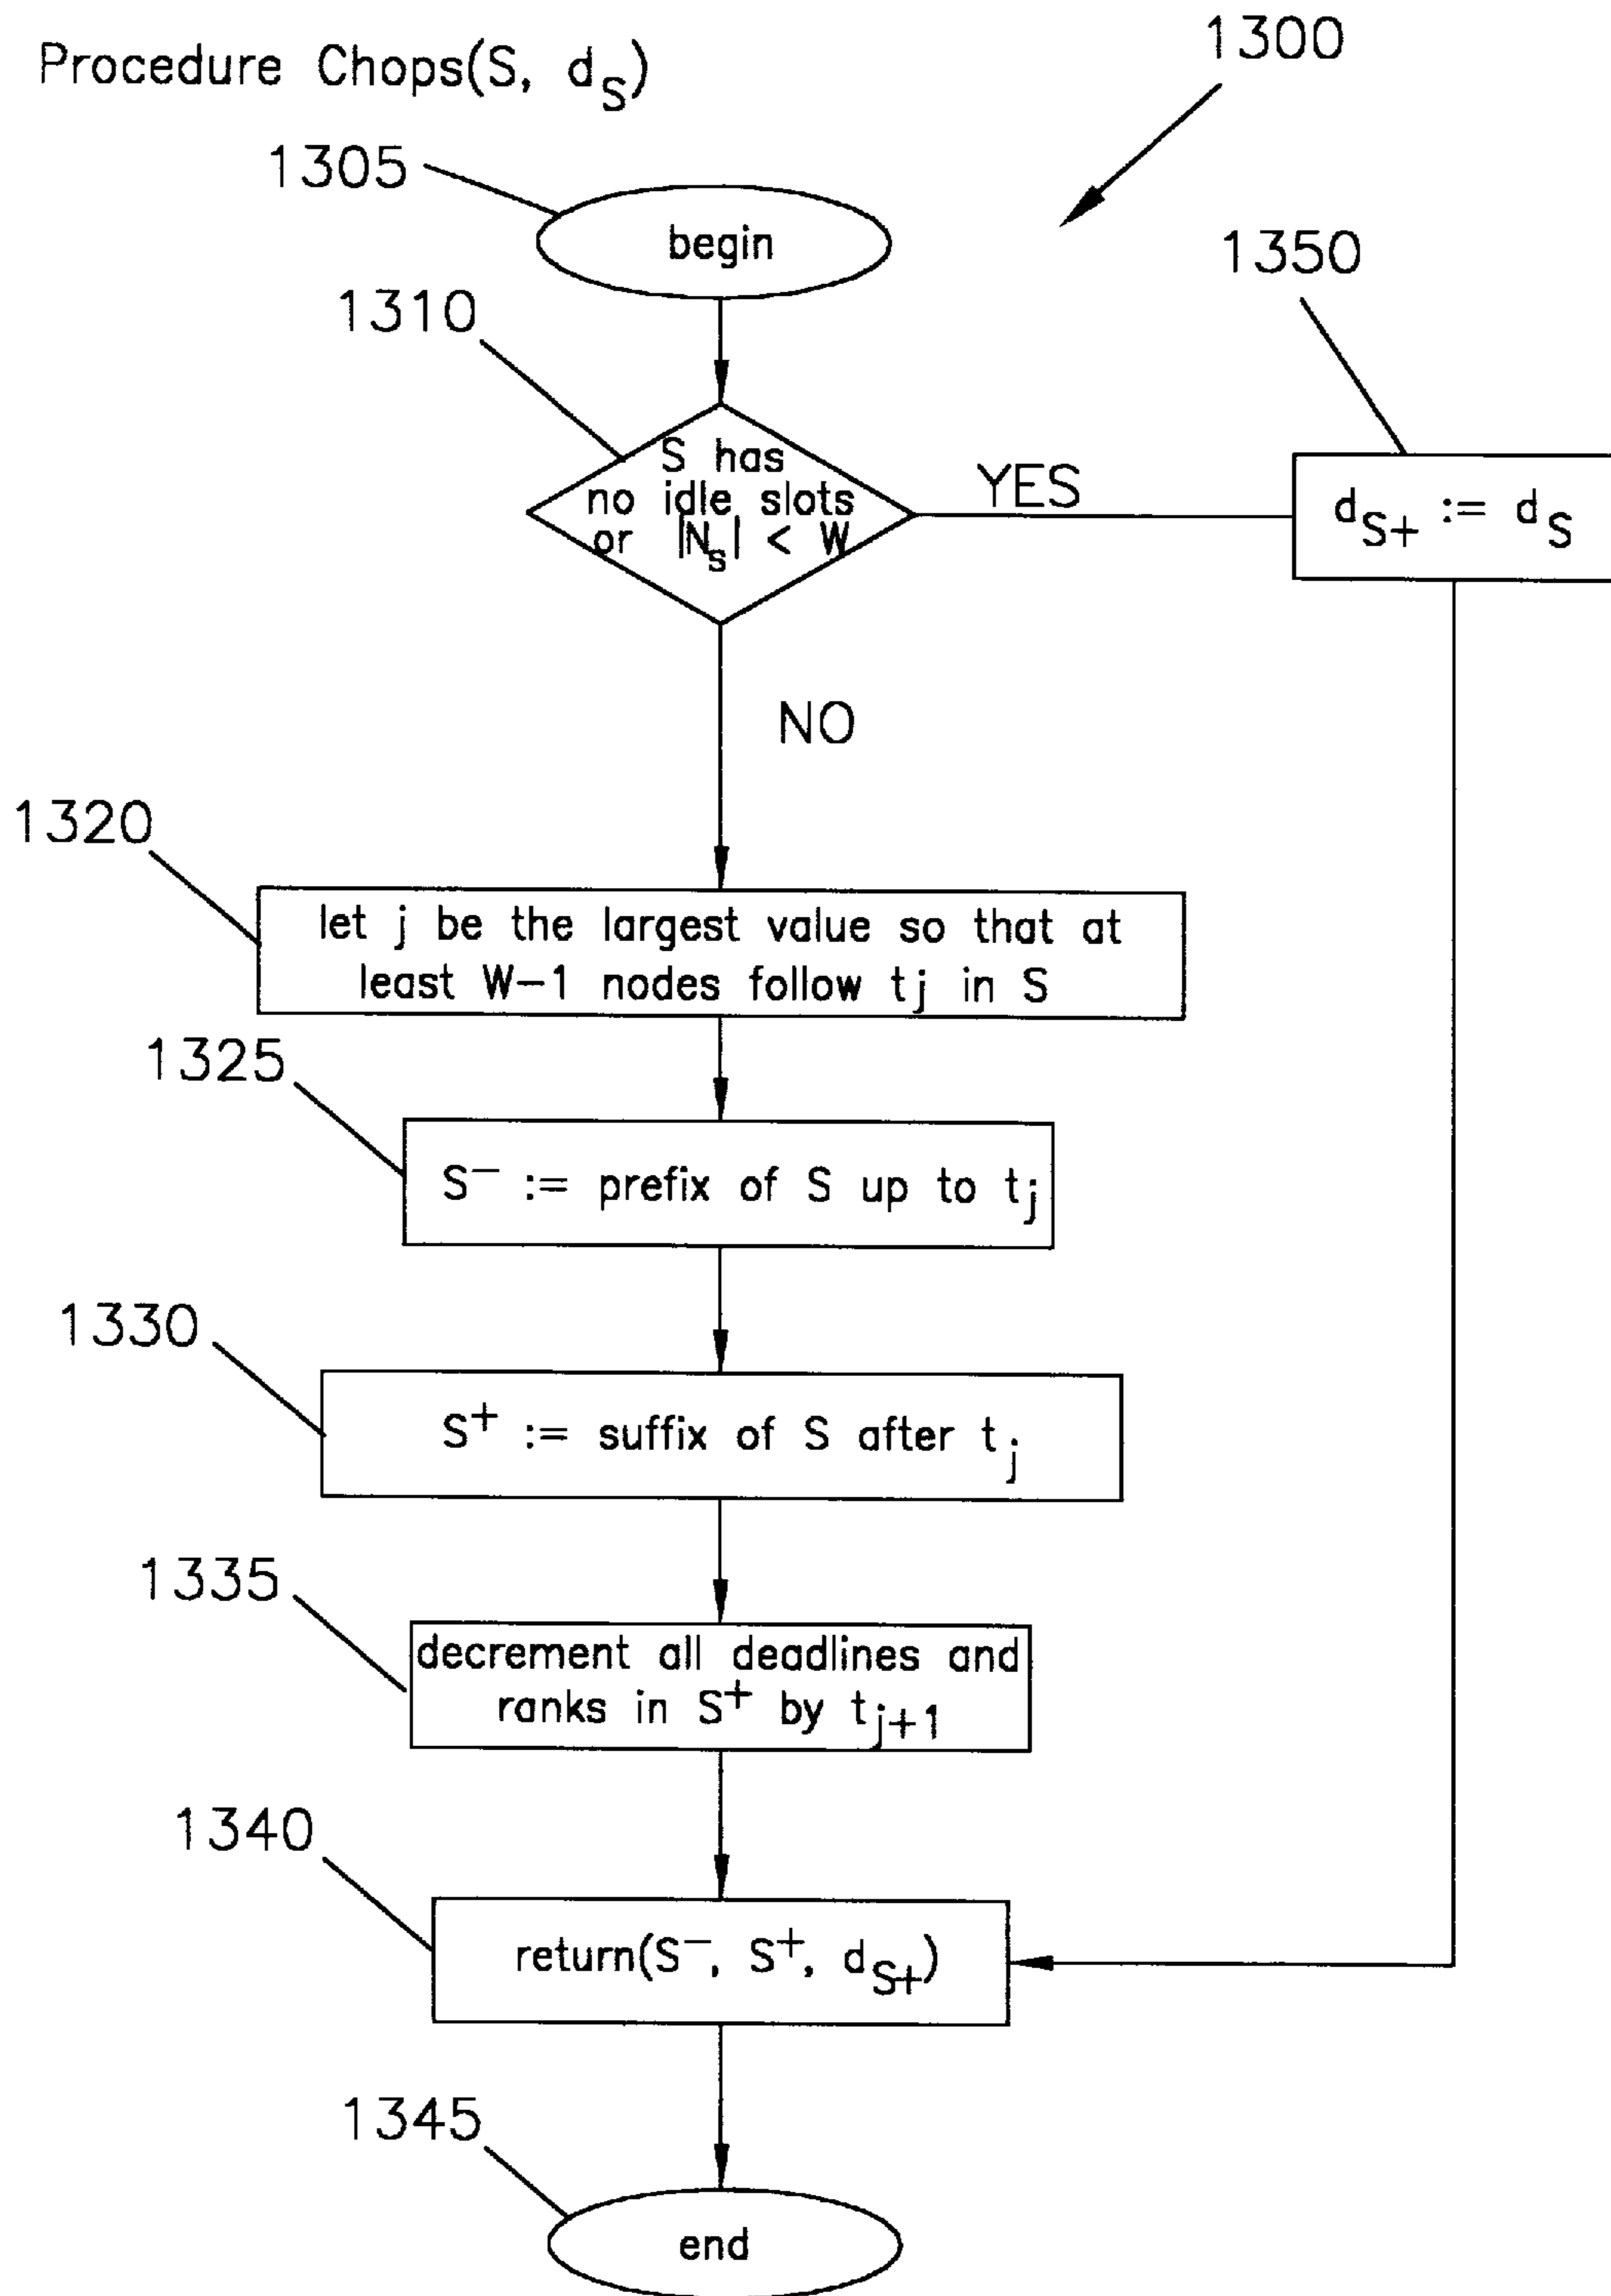 Procedure Chops(S, d_S)
1300
1305
begin
1350
1310
S has
no idle slots
or |N_s| < W
YES
d_S+ := d_S
NO
1320
let j be the largest value so that at
least W-1 nodes follow t_j in S
1325
S^- := prefix of S up to t_j
1330
S^+ := suffix of S after t_j
1335
decrement all deadlines and
ranks in S^+ by t_j+1
1340
return(S^-, S^+, d_S+)
1345
end